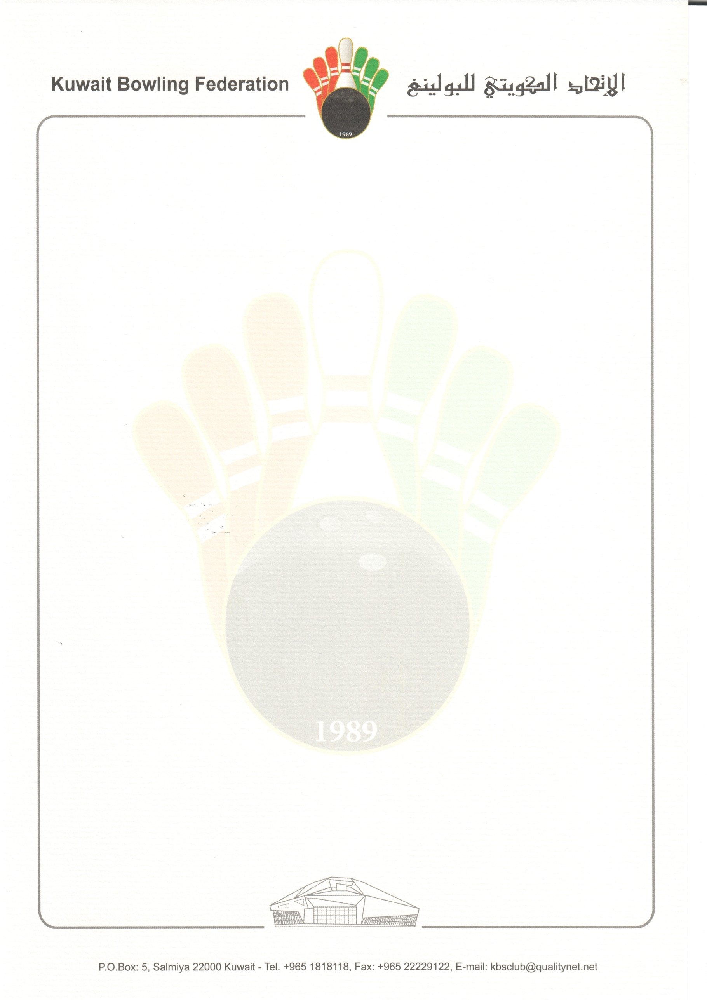 Kuwait Bowling Federation
الإتحاد الكويتي للبولينغ
1989
1989
P.O.Box: 5, Salmiya 22000 Kuwait - Tel. +965 1818118, Fax: +965 22229122, E-mail: kbsclub@qualitynet.net